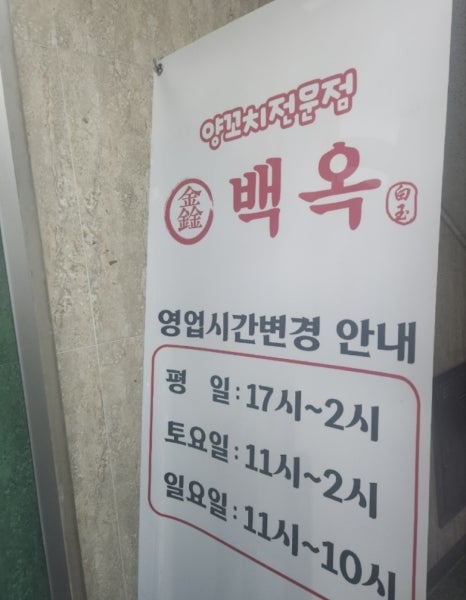 양꼬치전문점
鑫 백옥 白玉
영업시간변경 안내
평 일 : 17시~2시
토요일 : 11시~2시
일요일 : 11시~10시